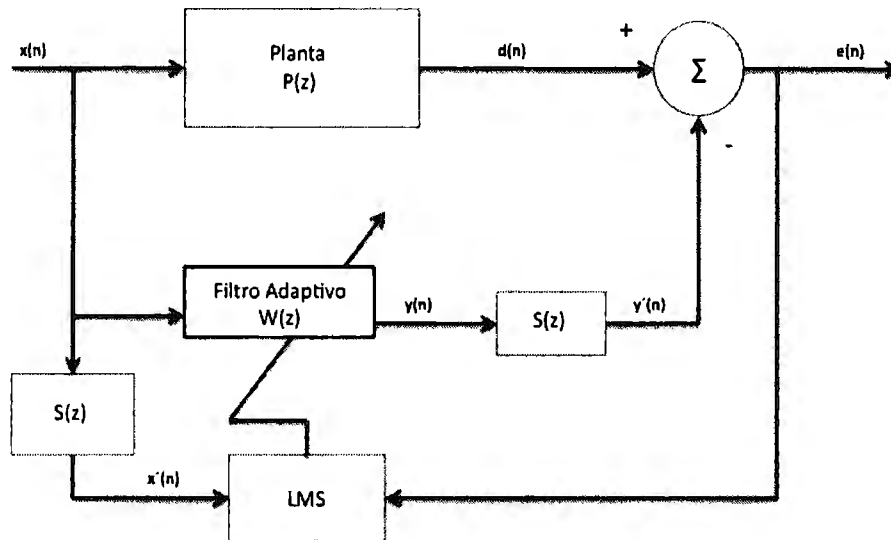 x(n)
Planta
P(z)
d(n)
+
Σ
e(n)
-
Filtro Adaptivo
W(z)
y(n)
S(z)
y´(n)
S(z)
x´(n)
LMS